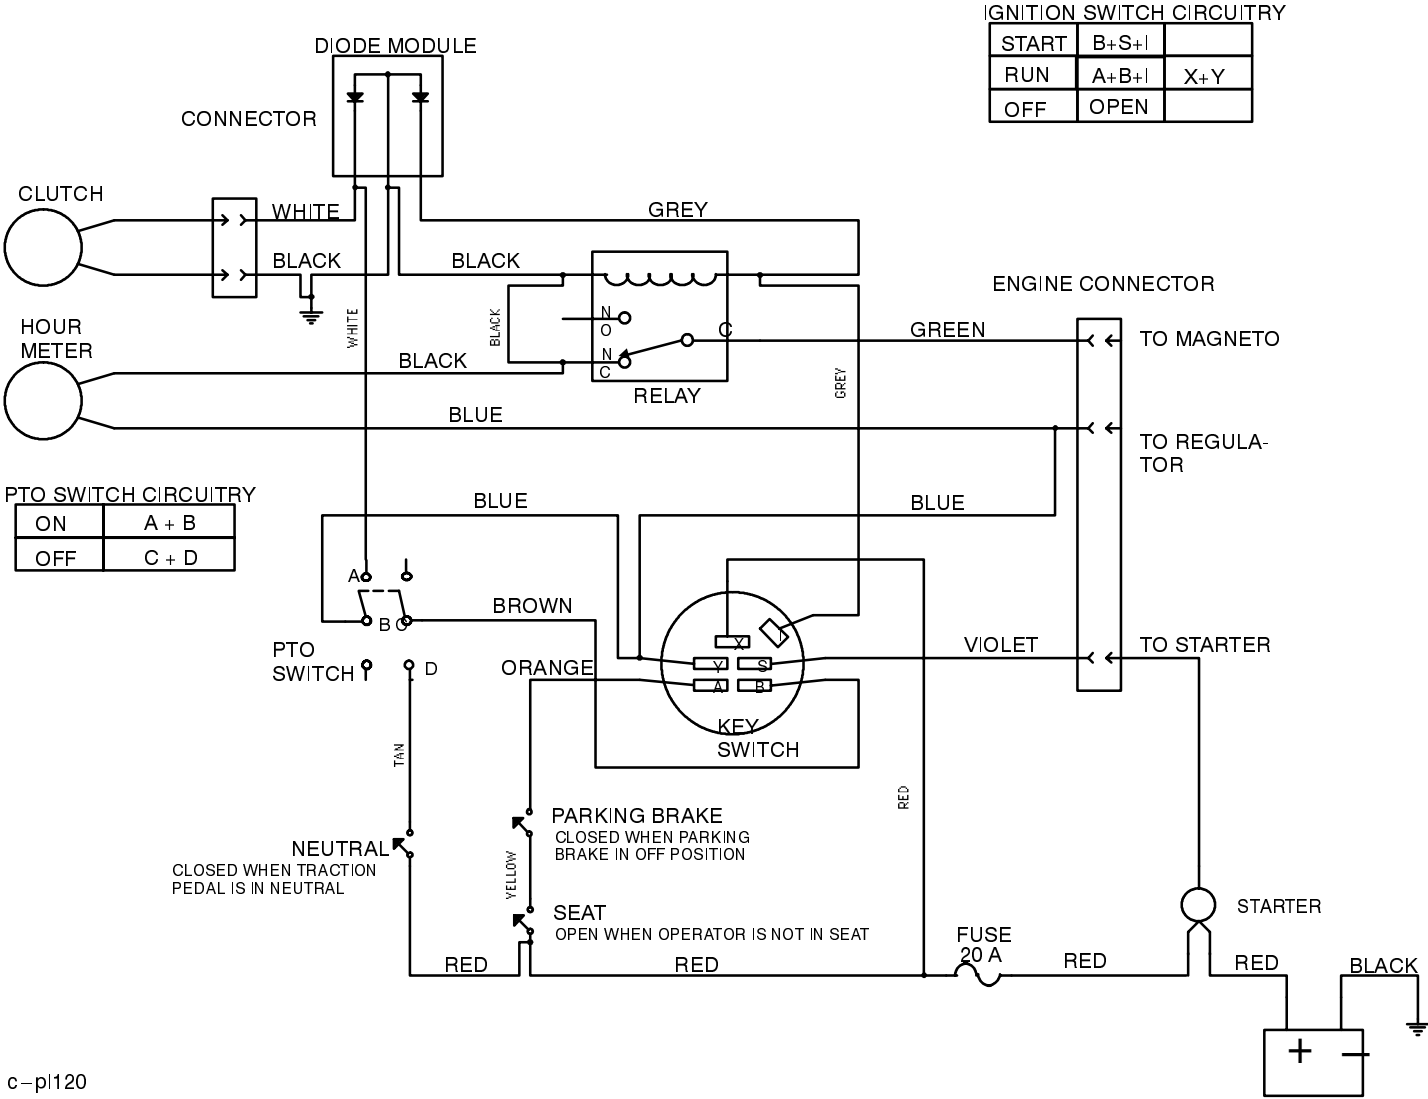 IGNITION SWITCH CIRCUITRY
START B+S+I
RUN A+B+I X+Y
OFF OPEN
DIODE MODULE
CONNECTOR
CLUTCH
WHITE
GREY
BLACK
BLACK
ENGINE CONNECTOR
HOUR
METER
WHITE
BLACK
N
O
C
GREEN
TO MAGNETO
N
C
BLACK
RELAY
GREY
BLUE
TO REGULA-
TOR
PTO SWITCH CIRCUITRY
ON A + B
OFF C + D
BLUE
BLUE
A
B C
BROWN
PTO
SWITCH
D
ORANGE
X
I
Y
S
A
B
VIOLET
TO STARTER
KEY
SWITCH
TAN
RED
PARKING BRAKE
CLOSED WHEN PARKING
BRAKE IN OFF POSITION
NEUTRAL
CLOSED WHEN TRACTION
PEDAL IS IN NEUTRAL
YELLOW
SEAT
OPEN WHEN OPERATOR IS NOT IN SEAT
STARTER
FUSE
20 A
RED
RED
RED
RED
BLACK
+
−
c-pl120